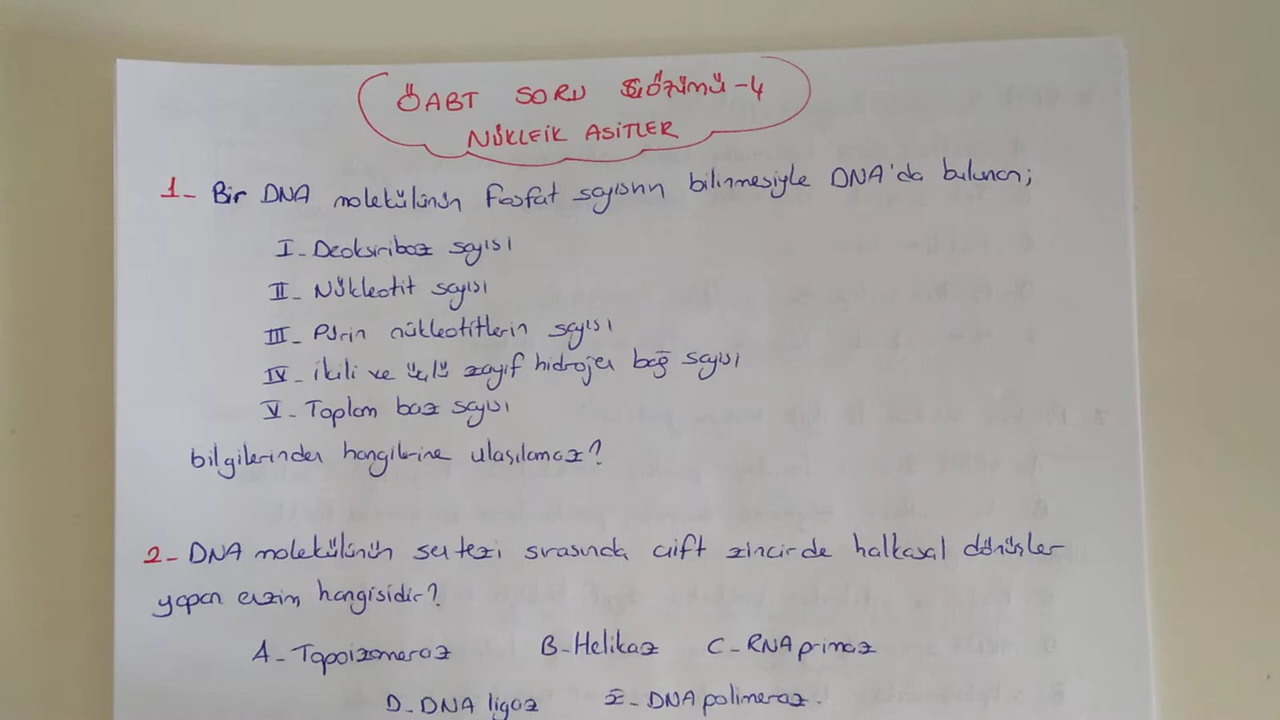 ÖABT SORU ÇÖZÜMÜ-4
NÜKLEİK ASİTLER
1- Bir DNA molekülünün fosfat sayısının bilinmesiyle DNA'da bulunan;
I- Deoksiriboz sayısı
II- Nükleotit sayısı
III- Pürin nükleotitlerin sayısı
IV- İkili ve üçlü zayıf hidrojen bağ sayısı
V- Toplam baz sayısı
bilgilerinden hangilerine ulaşılamaz?
2- DNA molekülünün sentezi sırasında çift zincirde halkasal dönüşler
yapan enzim hangisidir?
A- Topoizomeraz B- Helikaz C- RNA primaz
D- DNA ligaz E- DNA polimeraz.